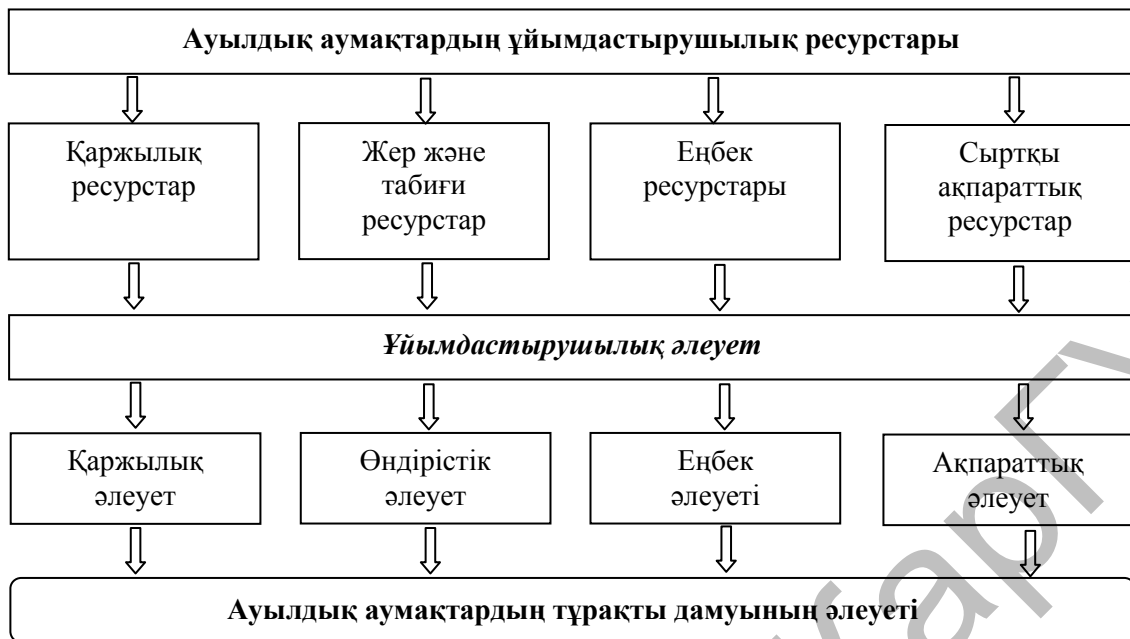 Ауылдық аумақтардың ұйымдастырушылық ресурстары
Қаржылық
ресурстар
Жер және
табиғи
ресурстар
Еңбек
ресурстары
Сыртқы
ақпараттық
ресурстар
Ұйымдастырушылық әлеует
Қаржылық
әлеует
Өндірістік
әлеует
Еңбек
әлеуеті
Ақпараттық
әлеует
Ауылдық аумақтардың тұрақты дамуының әлеуеті